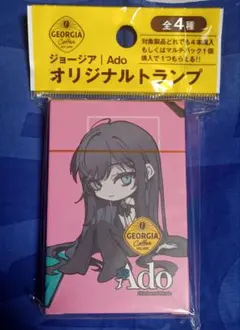 GEORGIA
Coffee
全4種
ジョージア | Ado
オリジナルトランプ
対象製品どれでも4本購入
もしくはマルチパック1個
購入で1つもらえる!!
GEORGIA
Coffee
Ado